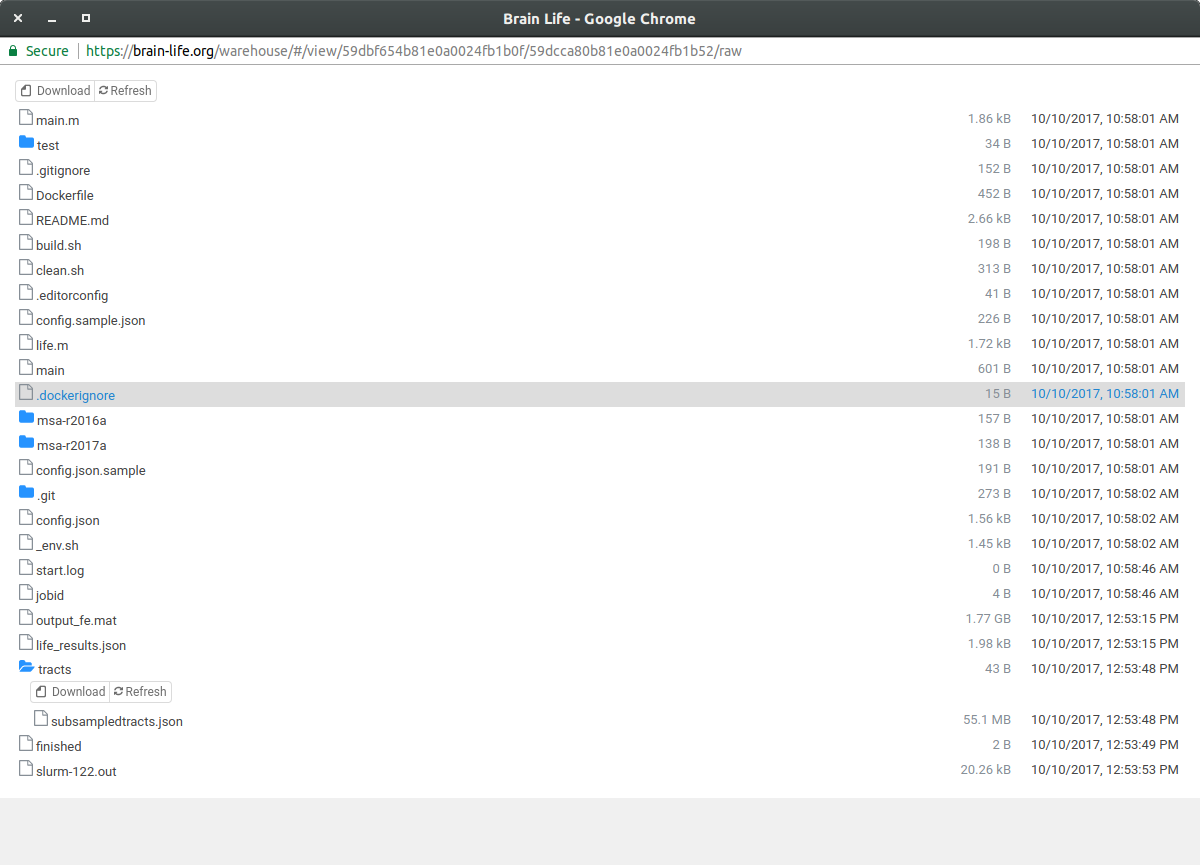 Brain Life - Google Chrome
Secure https://brain-life.org/warehouse/#/view/59dbf654b81e0a0024fb1b0f/59dcca80b81e0a0024fb1b52/raw
Download Refresh
main.m 1.86 kB 10/10/2017, 10:58:01 AM
test 34 B 10/10/2017, 10:58:01 AM
.gitignore 152 B 10/10/2017, 10:58:01 AM
Dockerfile 452 B 10/10/2017, 10:58:01 AM
README.md 2.66 kB 10/10/2017, 10:58:01 AM
build.sh 198 B 10/10/2017, 10:58:01 AM
clean.sh 313 B 10/10/2017, 10:58:01 AM
.editorconfig 41 B 10/10/2017, 10:58:01 AM
config.sample.json 226 B 10/10/2017, 10:58:01 AM
life.m 1.72 kB 10/10/2017, 10:58:01 AM
main 601 B 10/10/2017, 10:58:01 AM
.dockerignore 15 B 10/10/2017, 10:58:01 AM
msa-r2016a 157 B 10/10/2017, 10:58:01 AM
msa-r2017a 138 B 10/10/2017, 10:58:01 AM
config.json.sample 191 B 10/10/2017, 10:58:01 AM
.git 273 B 10/10/2017, 10:58:02 AM
config.json 1.56 kB 10/10/2017, 10:58:02 AM
_env.sh 1.45 kB 10/10/2017, 10:58:02 AM
start.log 0 B 10/10/2017, 10:58:46 AM
jobid 4 B 10/10/2017, 10:58:46 AM
output_fe.mat 1.77 GB 10/10/2017, 12:53:15 PM
life_results.json 1.98 kB 10/10/2017, 12:53:15 PM
tracts 43 B 10/10/2017, 12:53:48 PM
Download Refresh
subsampledtracts.json 55.1 MB 10/10/2017, 12:53:48 PM
finished 2 B 10/10/2017, 12:53:49 PM
slurm-122.out 20.26 kB 10/10/2017, 12:53:53 PM